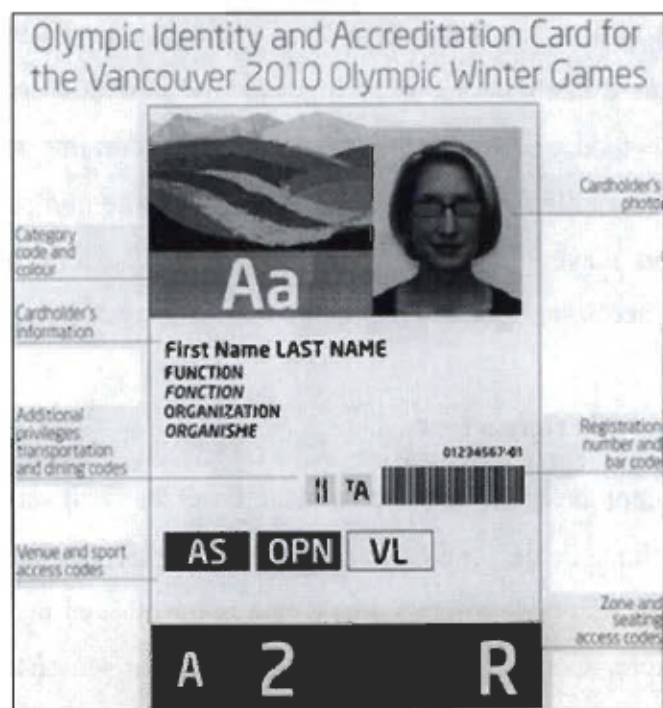 Olympic Identity and Accreditation Card for
the Vancouver 2010 Olympic Winter Games
Cardholder's
photo
Category
code and
colour
Aa
Cardholder's
information
First Name LAST NAME
FUNCTION
FONCTION
ORGANIZATION
ORGANISME
Additional
privileges,
transportation
and dining codes
Registration
number and
bar code
01234567-01
TA
Venue and sport
access codes
AS OPN VL
Zone and
seating
access codes
A 2 R